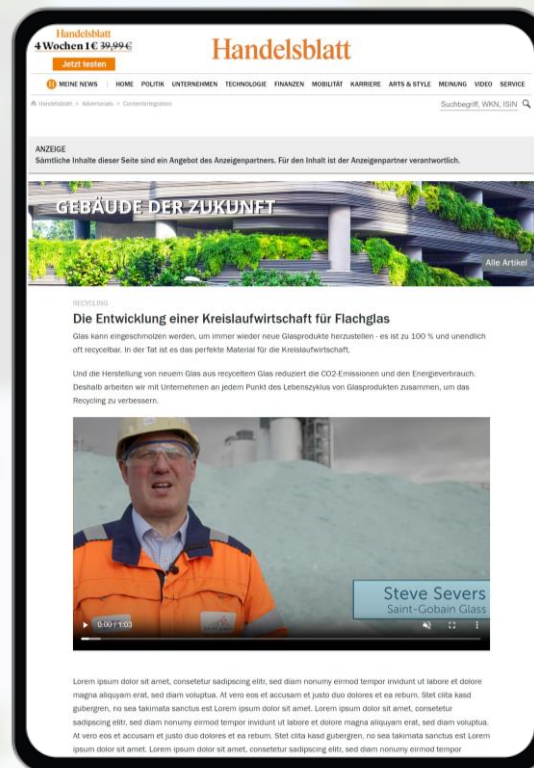 Handelsblatt
4 Wochen 1 € 39,99 €
Jetzt testen
Handelsblatt
H MEINE NEWS | HOME POLITIK UNTERNEHMEN TECHNOLOGIE FINANZEN MOBILITÄT KARRIERE ARTS & STYLE MEINUNG VIDEO SERVICE
Handelsblatt > Advertorials > Contentintegration
Suchbegriff, WKN, ISIN
ANZEIGE
Sämtliche Inhalte dieser Seite sind ein Angebot des Anzeigenpartners. Für den Inhalt ist der Anzeigenpartner verantwortlich.
GEBÄUDE DER ZUKUNFT
Alle Artikel
RECYCLING
Die Entwicklung einer Kreislaufwirtschaft für Flachglas
Glas kann eingeschmolzen werden, um immer wieder neue Glasprodukte herzustellen - es ist zu 100 % und unendlich
oft recycelbar. In der Tat ist es das perfekte Material für die Kreislaufwirtschaft.
Und die Herstellung von neuem Glas aus recyceltem Glas reduziert die CO2-Emissionen und den Energieverbrauch.
Deshalb arbeiten wir mit Unternehmen an jedem Punkt des Lebenszyklus von Glasprodukten zusammen, um das
Recycling zu verbessern.
Steve Severs
Saint-Gobain Glass
0:00 / 1:03
Lorem ipsum dolor sit amet, consetetur sadipscing elitr, sed diam nonumy eirmod tempor invidunt ut labore et dolore
magna aliquyam erat, sed diam voluptua. At vero eos et accusam et justo duo dolores et ea rebum. Stet clita kasd
gubergren, no sea takimata sanctus est Lorem ipsum dolor sit amet. Lorem ipsum dolor sit amet, consetetur
sadipscing elitr, sed diam nonumy eirmod tempor invidunt ut labore et dolore magna aliquyam erat, sed diam voluptua.
At vero eos et accusam et justo duo dolores et ea rebum. Stet clita kasd gubergren, no sea takimata sanctus est Lorem
ipsum dolor sit amet. Lorem ipsum dolor sit amet, consetetur sadipscing elitr, sed diam nonumy eirmod tempor